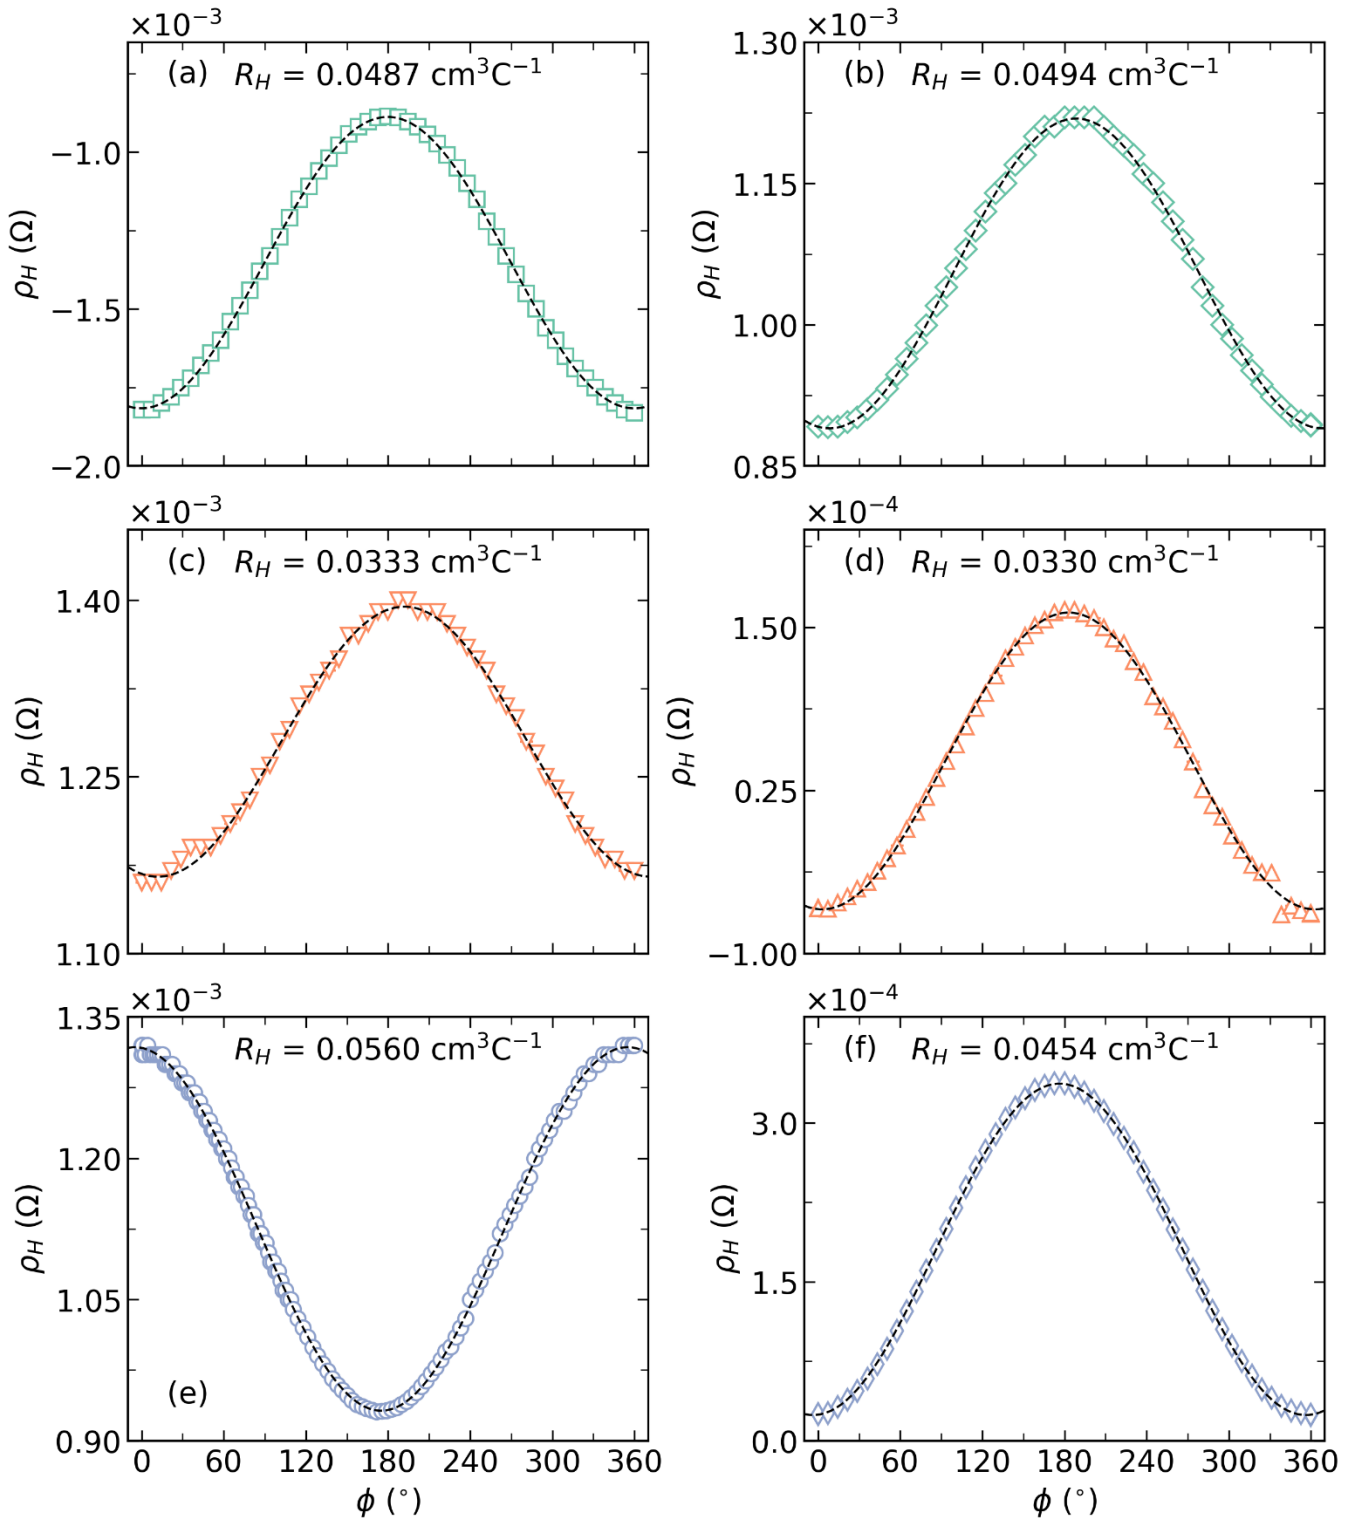 ×10⁻³
(a) R_H = 0.0487 cm³C⁻¹
−1.0
−1.5
−2.0
ρ_H (Ω)
×10⁻³
(b) R_H = 0.0494 cm³C⁻¹
1.30
1.15
1.00
0.85
ρ_H (Ω)
×10⁻³
(c) R_H = 0.0333 cm³C⁻¹
1.40
1.25
1.10
ρ_H (Ω)
×10⁻⁴
(d) R_H = 0.0330 cm³C⁻¹
1.50
0.25
−1.00
ρ_H (Ω)
×10⁻³
R_H = 0.0560 cm³C⁻¹
1.35
1.20
1.05
0.90
ρ_H (Ω)
(e)
0 60 120 180 240 300 360
ϕ (°)
×10⁻⁴
(f) R_H = 0.0454 cm³C⁻¹
3.0
1.5
0.0
ρ_H (Ω)
0 60 120 180 240 300 360
ϕ (°)